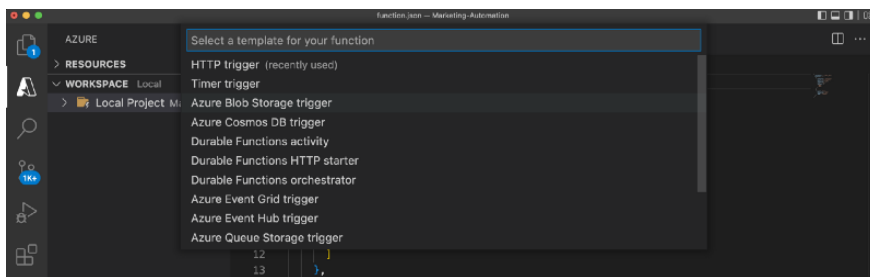 function.json — Marketing-Automation
AZURE
Select a template for your function
RESOURCES
HTTP trigger (recently used)
WORKSPACE Local
Timer trigger
Local Project
Azure Blob Storage trigger
Azure Cosmos DB trigger
Durable Functions activity
Durable Functions HTTP starter
Durable Functions orchestrator
Azure Event Grid trigger
Azure Event Hub trigger
Azure Queue Storage trigger
1
1K+
12 ]
13 },